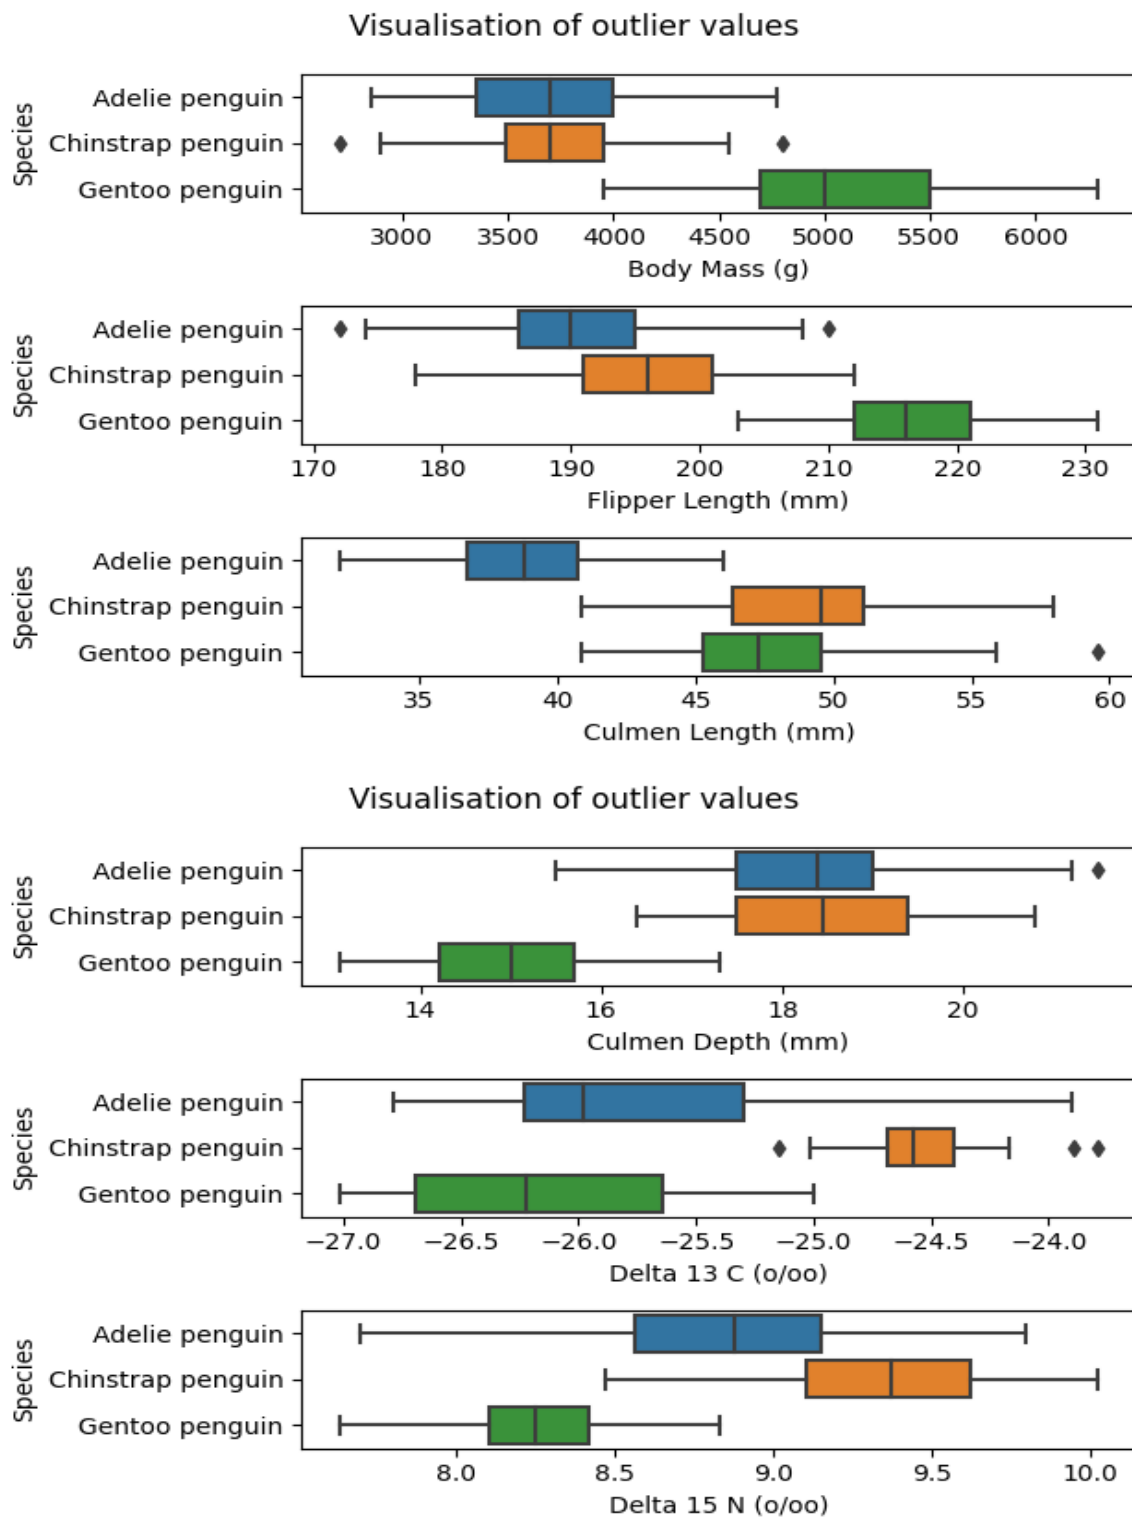 Visualisation of outlier values
Species
Adelie penguin
Chinstrap penguin
Gentoo penguin
3000 3500 4000 4500 5000 5500 6000
Body Mass (g)
Species
Adelie penguin
Chinstrap penguin
Gentoo penguin
170 180 190 200 210 220 230
Flipper Length (mm)
Species
Adelie penguin
Chinstrap penguin
Gentoo penguin
35 40 45 50 55 60
Culmen Length (mm)
Visualisation of outlier values
Species
Adelie penguin
Chinstrap penguin
Gentoo penguin
14 16 18 20
Culmen Depth (mm)
Species
Adelie penguin
Chinstrap penguin
Gentoo penguin
−27.0 −26.5 −26.0 −25.5 −25.0 −24.5 −24.0
Delta 13 C (o/oo)
Species
Adelie penguin
Chinstrap penguin
Gentoo penguin
8.0 8.5 9.0 9.5 10.0
Delta 15 N (o/oo)